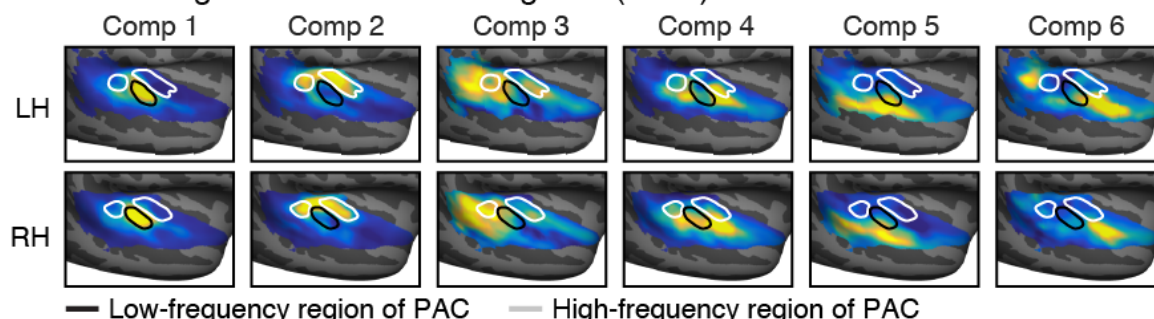 Comp 1 Comp 2 Comp 3 Comp 4 Comp 5 Comp 6
LH
RH
Low-frequency region of PAC High-frequency region of PAC